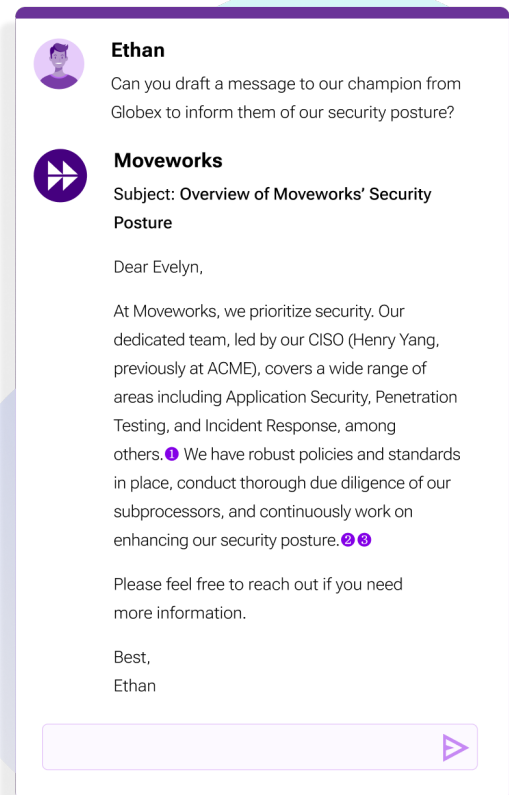 Ethan
Can you draft a message to our champion from
Globex to inform them of our security posture?
Moveworks
Subject: Overview of Moveworks’ Security
Posture
Dear Evelyn,
At Moveworks, we prioritize security. Our
dedicated team, led by our CISO (Henry Yang,
previously at ACME), covers a wide range of
areas including Application Security, Penetration
Testing, and Incident Response, among
others.❶ We have robust policies and standards
in place, conduct thorough due diligence of our
subprocessors, and continuously work on
enhancing our security posture.❷❸
Please feel free to reach out if you need
more information.
Best,
Ethan